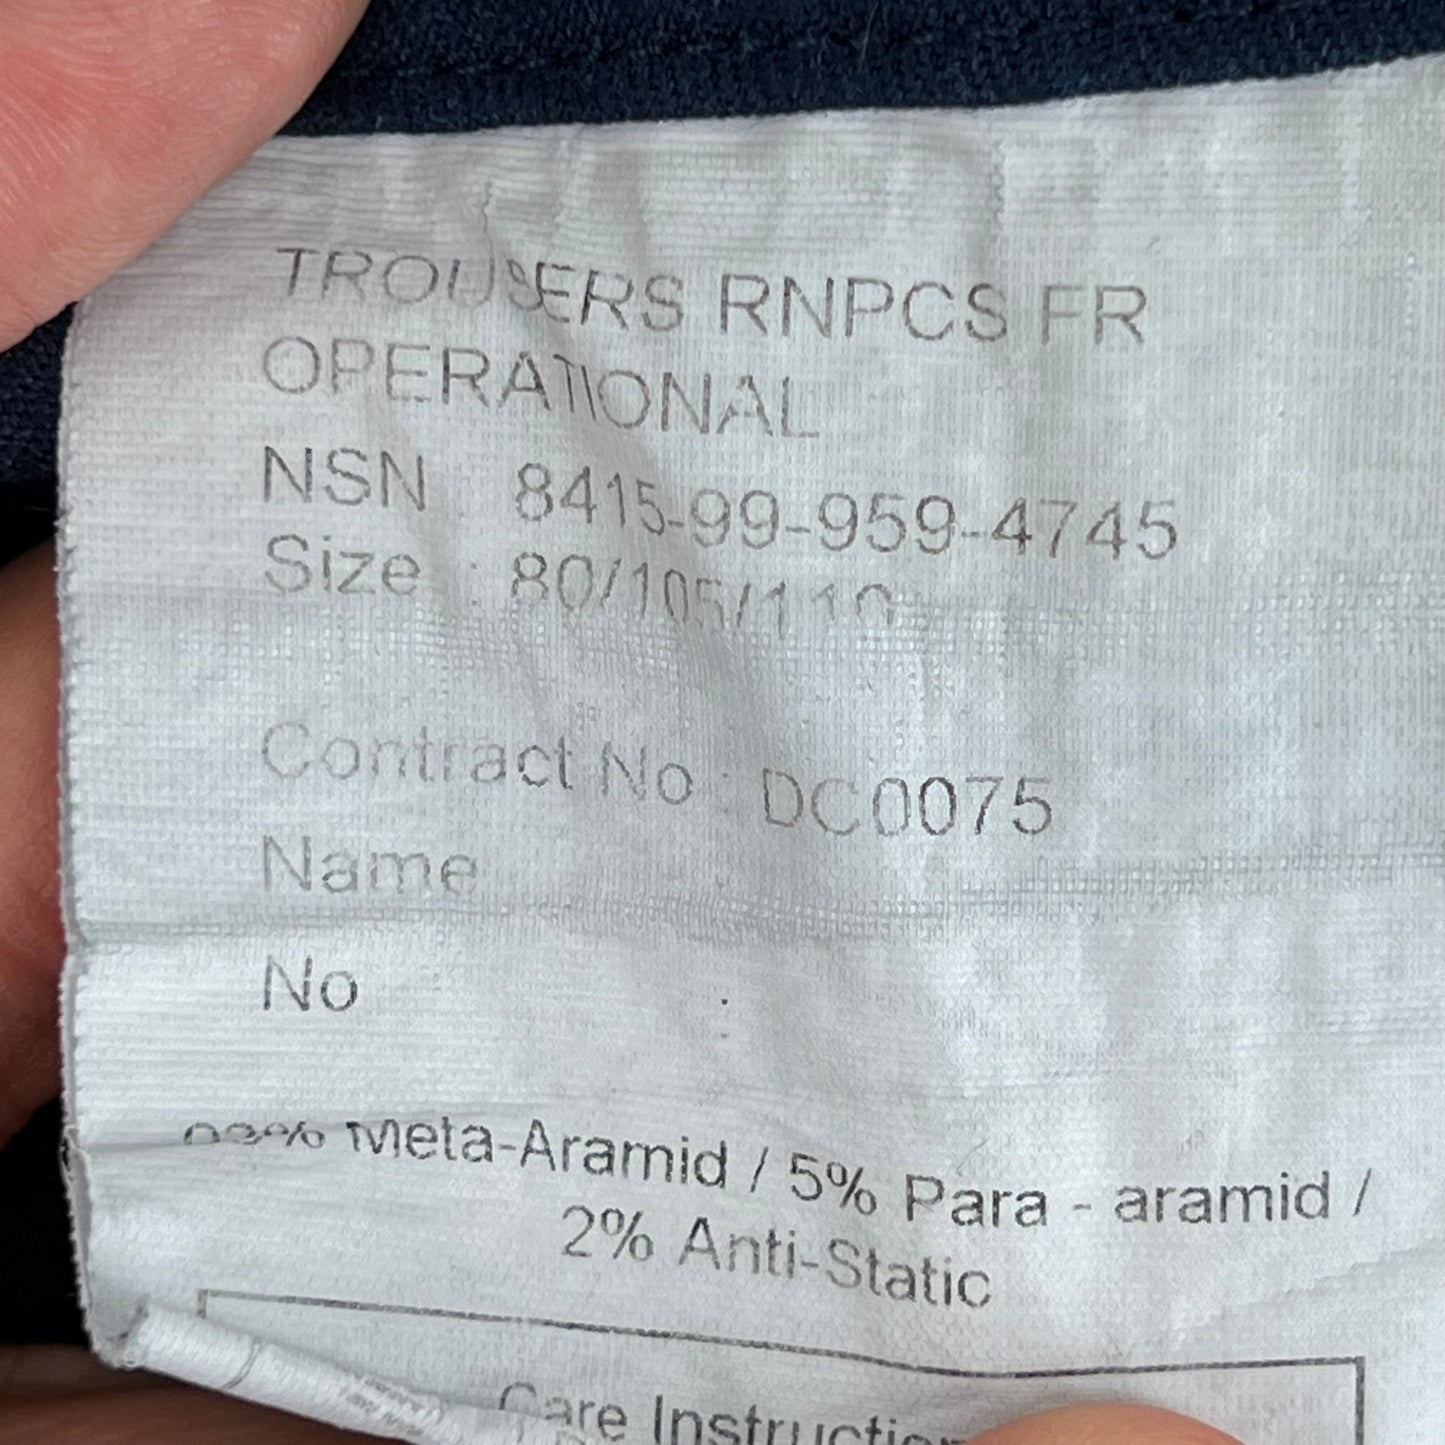 TROUSERS RNPCS FR
OPERATIONAL
NSN : 8415-99-959-4745
Size : 80/105/110
Contract No : DC0075
Name
No :
93% Meta-Aramid / 5% Para - aramid /
2% Anti-Static
Care Instruction